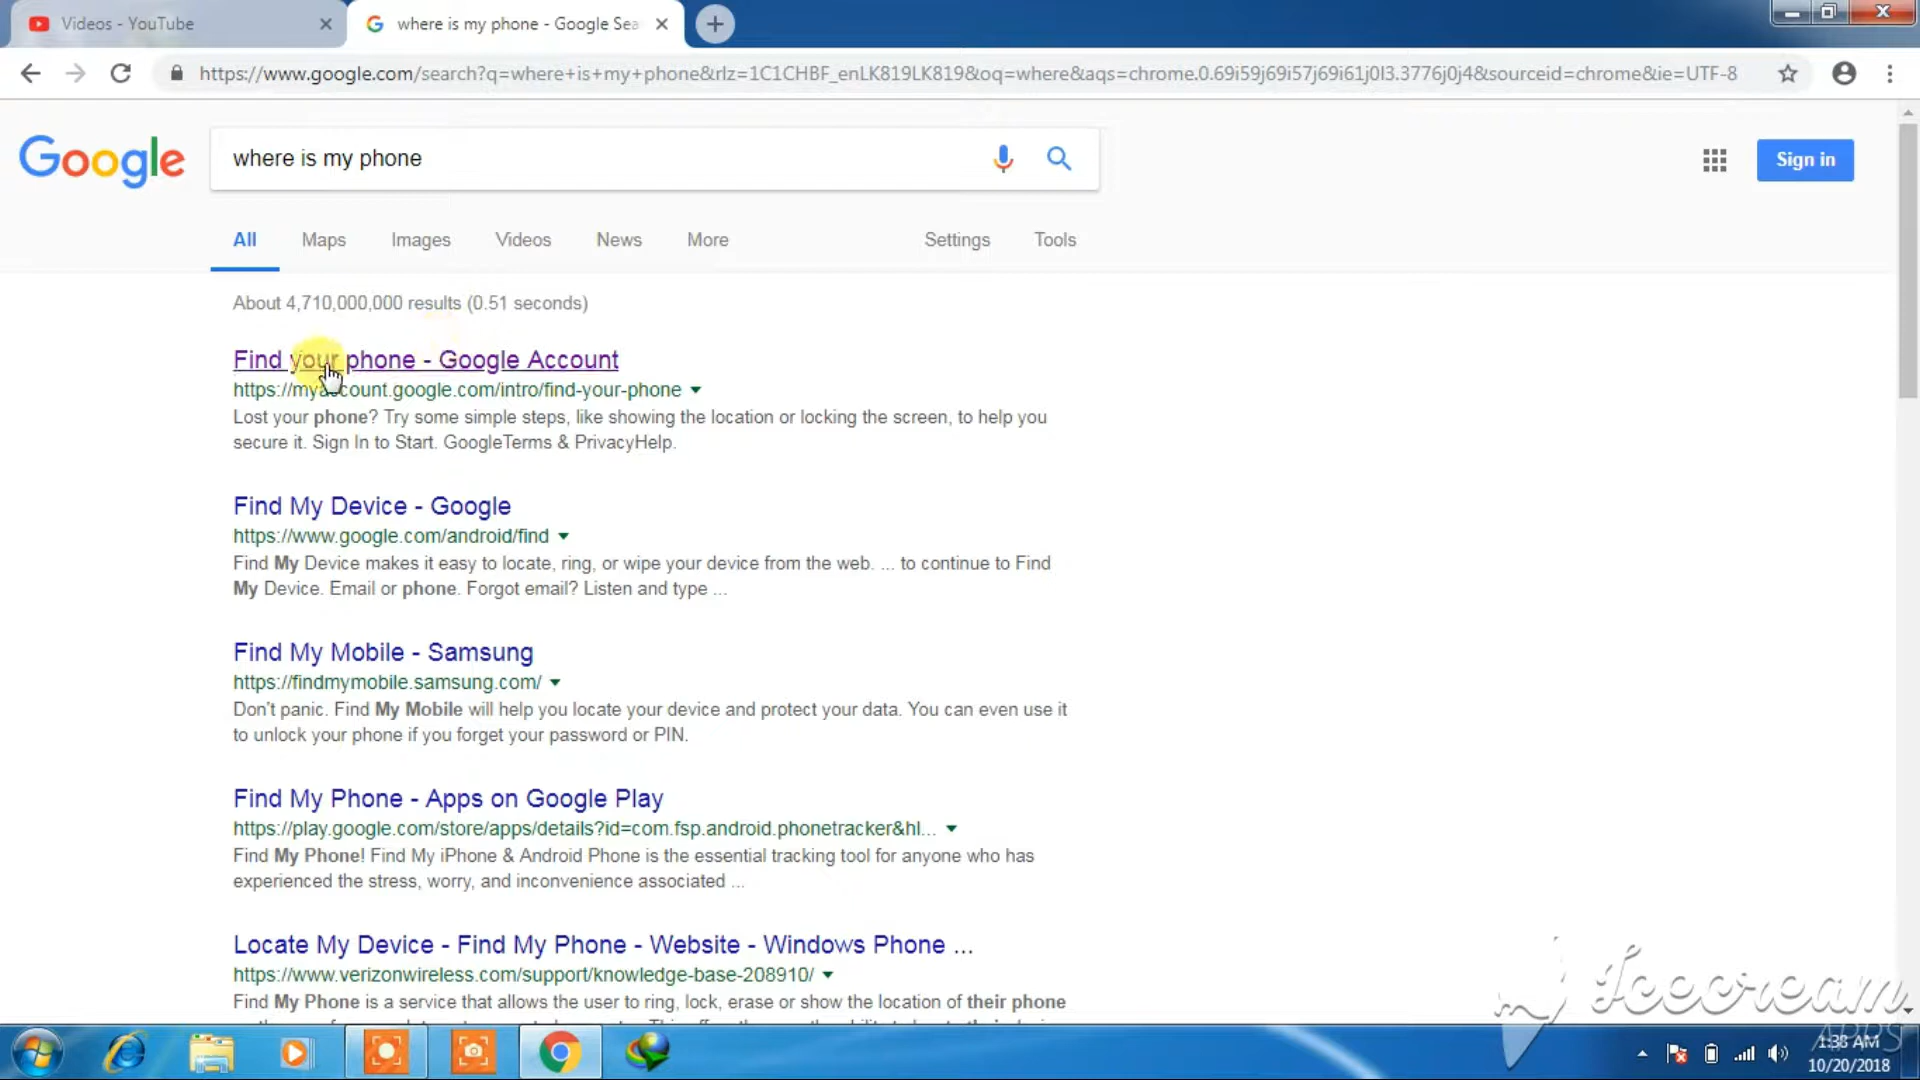 Videos - YouTube
where is my phone - Google Sea
https://www.google.com/search?q=where+is+my+phone&rlz=1C1CHBF_enLK819LK819&oq=where&aqs=chrome.0.69i59j69i57j69i61j0l3.3776j0j4&sourceid=chrome&ie=UTF-8
Google
where is my phone
Sign in
All Maps Images Videos News More Settings Tools
About 4,710,000,000 results (0.51 seconds)
Find your phone - Google Account
https://myaccount.google.com/intro/find-your-phone
Lost your phone? Try some simple steps, like showing the location or locking the screen, to help you
secure it. Sign In to Start. GoogleTerms & PrivacyHelp.
Find My Device - Google
https://www.google.com/android/find
Find My Device makes it easy to locate, ring, or wipe your device from the web. ... to continue to Find
My Device. Email or phone. Forgot email? Listen and type ...
Find My Mobile - Samsung
https://findmymobile.samsung.com/
Don't panic. Find My Mobile will help you locate your device and protect your data. You can even use it
to unlock your phone if you forget your password or PIN.
Find My Phone - Apps on Google Play
https://play.google.com/store/apps/details?id=com.fsp.android.phonetracker&hl...
Find My Phone! Find My iPhone & Android Phone is the essential tracking tool for anyone who has
experienced the stress, worry, and inconvenience associated ...
Locate My Device - Find My Phone - Website - Windows Phone ...
https://www.verizonwireless.com/support/knowledge-base-208910/
Find My Phone is a service that allows the user to ring, lock, erase or show the location of their phone
Icecream
APPS
1:38 AM
10/20/2018